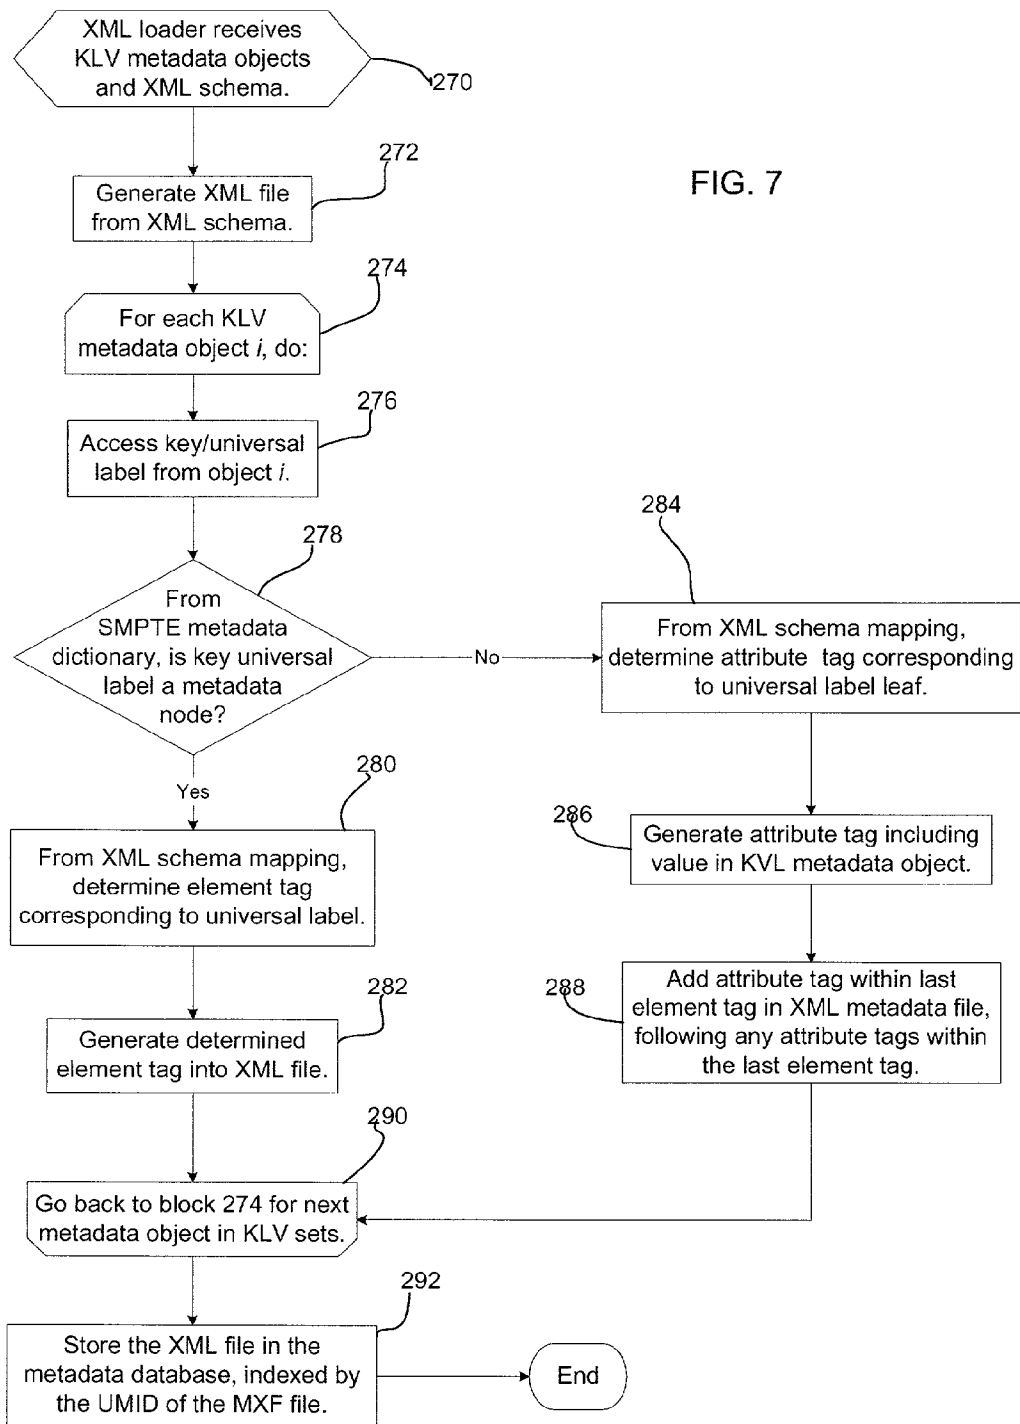 XML loader receives
KLV metadata objects
and XML schema.
270
272
FIG. 7
Generate XML file
from XML schema.
274
For each KLV
metadata object i, do:
276
Access key/universal
label from object i.
278
From
SMPTE metadata
dictionary, is key universal
label a metadata
node?
No
Yes
284
From XML schema mapping,
determine attribute tag corresponding
to universal label leaf.
280
From XML schema mapping,
determine element tag
corresponding to universal label.
286
Generate attribute tag including
value in KVL metadata object.
282
Generate determined
element tag into XML file.
288
Add attribute tag within last
element tag in XML metadata file,
following any attribute tags within
the last element tag.
290
Go back to block 274 for next
metadata object in KLV sets.
292
Store the XML file in the
metadata database, indexed by
the UMID of the MXF file.
End